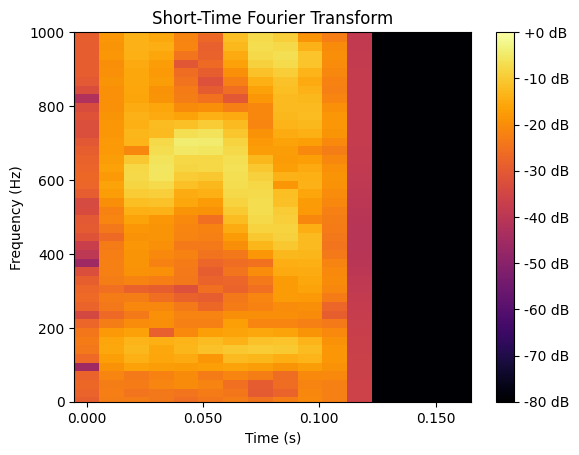 Short-Time Fourier Transform
1000
800
600
400
200
0
Frequency (Hz)
0.000
0.050
0.100
0.150
Time (s)
+0 dB
-10 dB
-20 dB
-30 dB
-40 dB
-50 dB
-60 dB
-70 dB
-80 dB